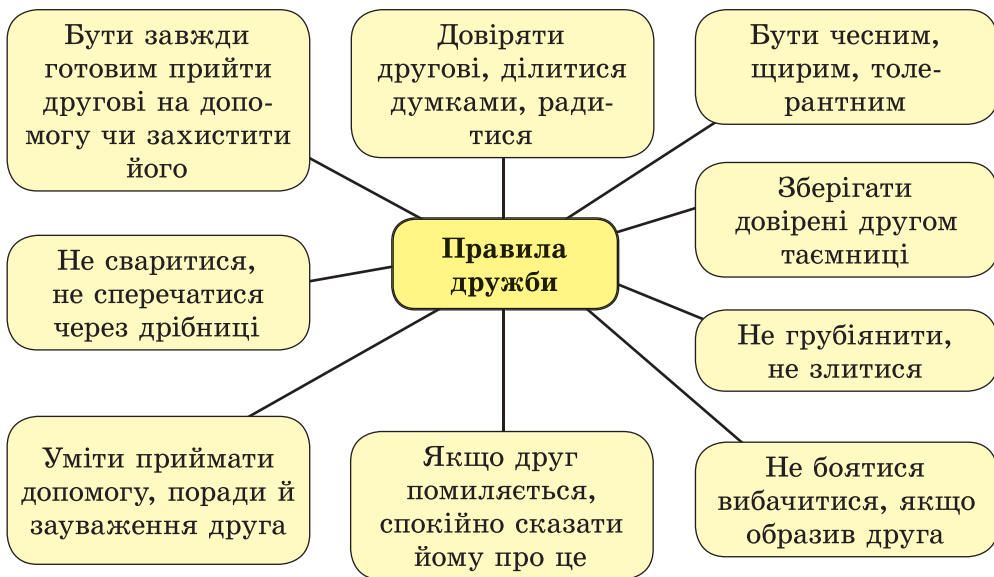 Бути завжди
готовим прийти
другові на допо-
могу чи захистити
його
Довіряти
другові, ділитися
думками, ради-
тися
Бути чесним,
щирим, толе-
рантним
Зберігати
довірені другом
таємниці
Правила
дружби
Не сваритися,
не сперечатися
через дрібниці
Не грубіянити,
не злитися
Уміти приймати
допомогу, поради й
зауваження друга
Якщо друг
помиляється,
спокійно сказати
йому про це
Не боятися
вибачитися, якщо
образив друга